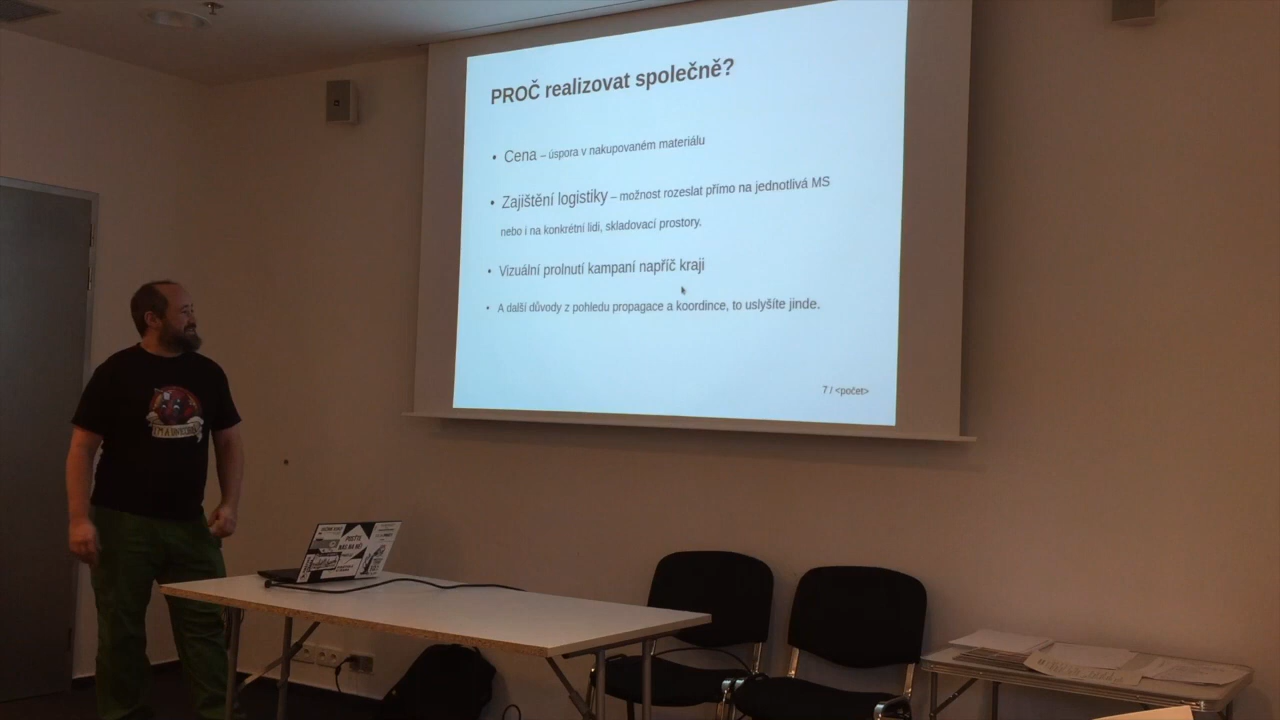 PROČ realizovat společně?
• Cena – úspora v nakupovaném materiálu
• Zajištění logistiky – možnost rozeslat přímo na jednotlivá MS
nebo i na konkrétní lidi, skladovací prostory.
• Vizuální prolnutí kampaní napříč kraji
• A další důvody z pohledu propagace a koordince, to uslyšíte jinde.
7 / <počet>
I'M A
PUSŤTE